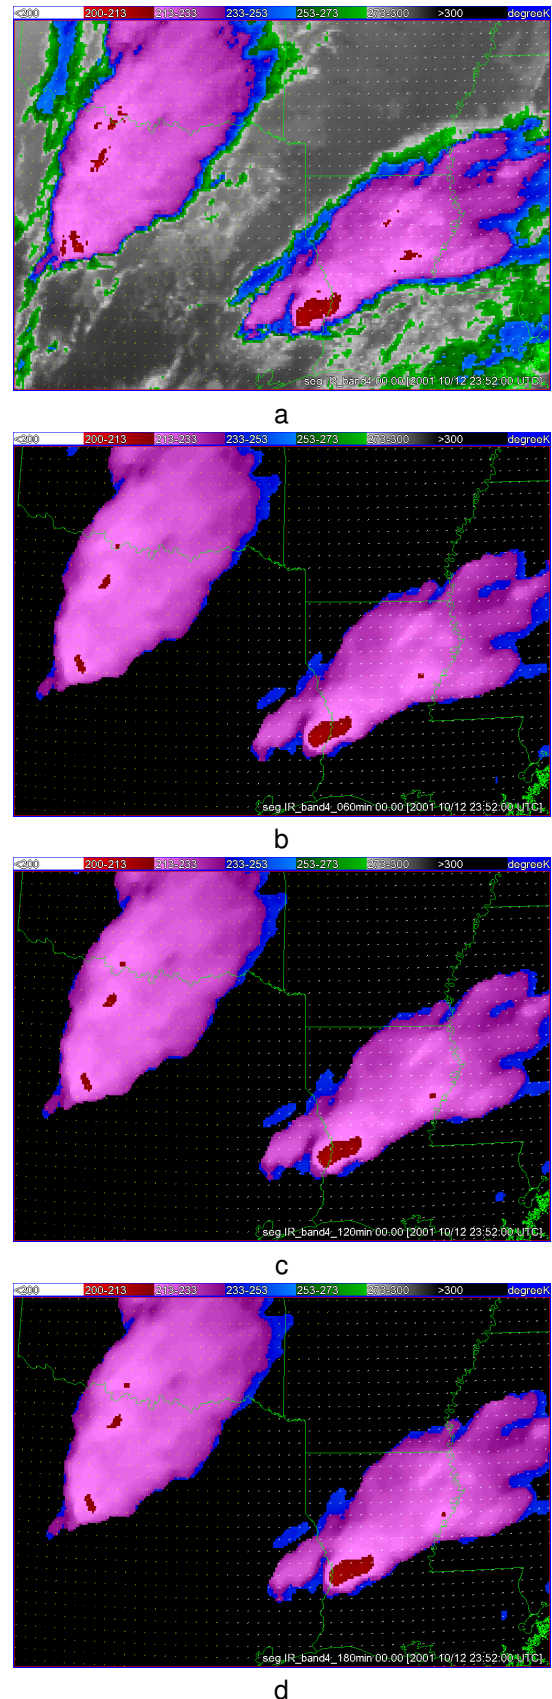 <200 200-213 213-233 233-253 253-273 273-300 >300 degreeK
seg IR_band4 00.00 [2001 10/12 23:52:00 UTC]
a
<200 200-213 213-233 233-253 253-273 273-300 >300 degreeK
seg IR_band4_060min 00.00 [2001 10/12 23:52:00 UTC]
b
<200 200-213 213-233 233-253 253-273 273-300 >300 degreeK
seg IR_band4_120min 00.00 [2001 10/12 23:52:00 UTC]
c
<200 200-213 213-233 233-253 253-273 273-300 >300 degreeK
seg IR_band4_180min 00.00 [2001 10/12 23:52:00 UTC]
d